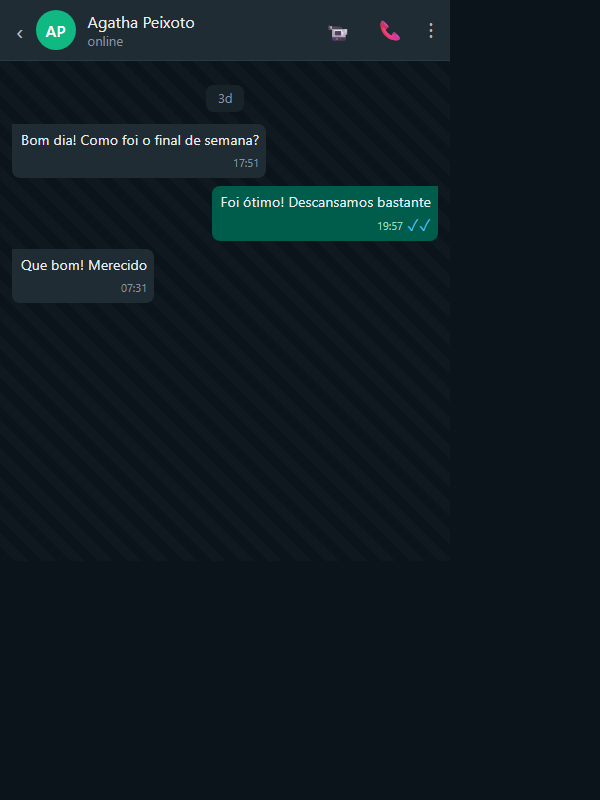 AP
Agatha Peixoto
online
3d
Bom dia! Como foi o final de semana?
17:51
Foi ótimo! Descansamos bastante
19:57 ✓✓
Que bom! Merecido
07:31